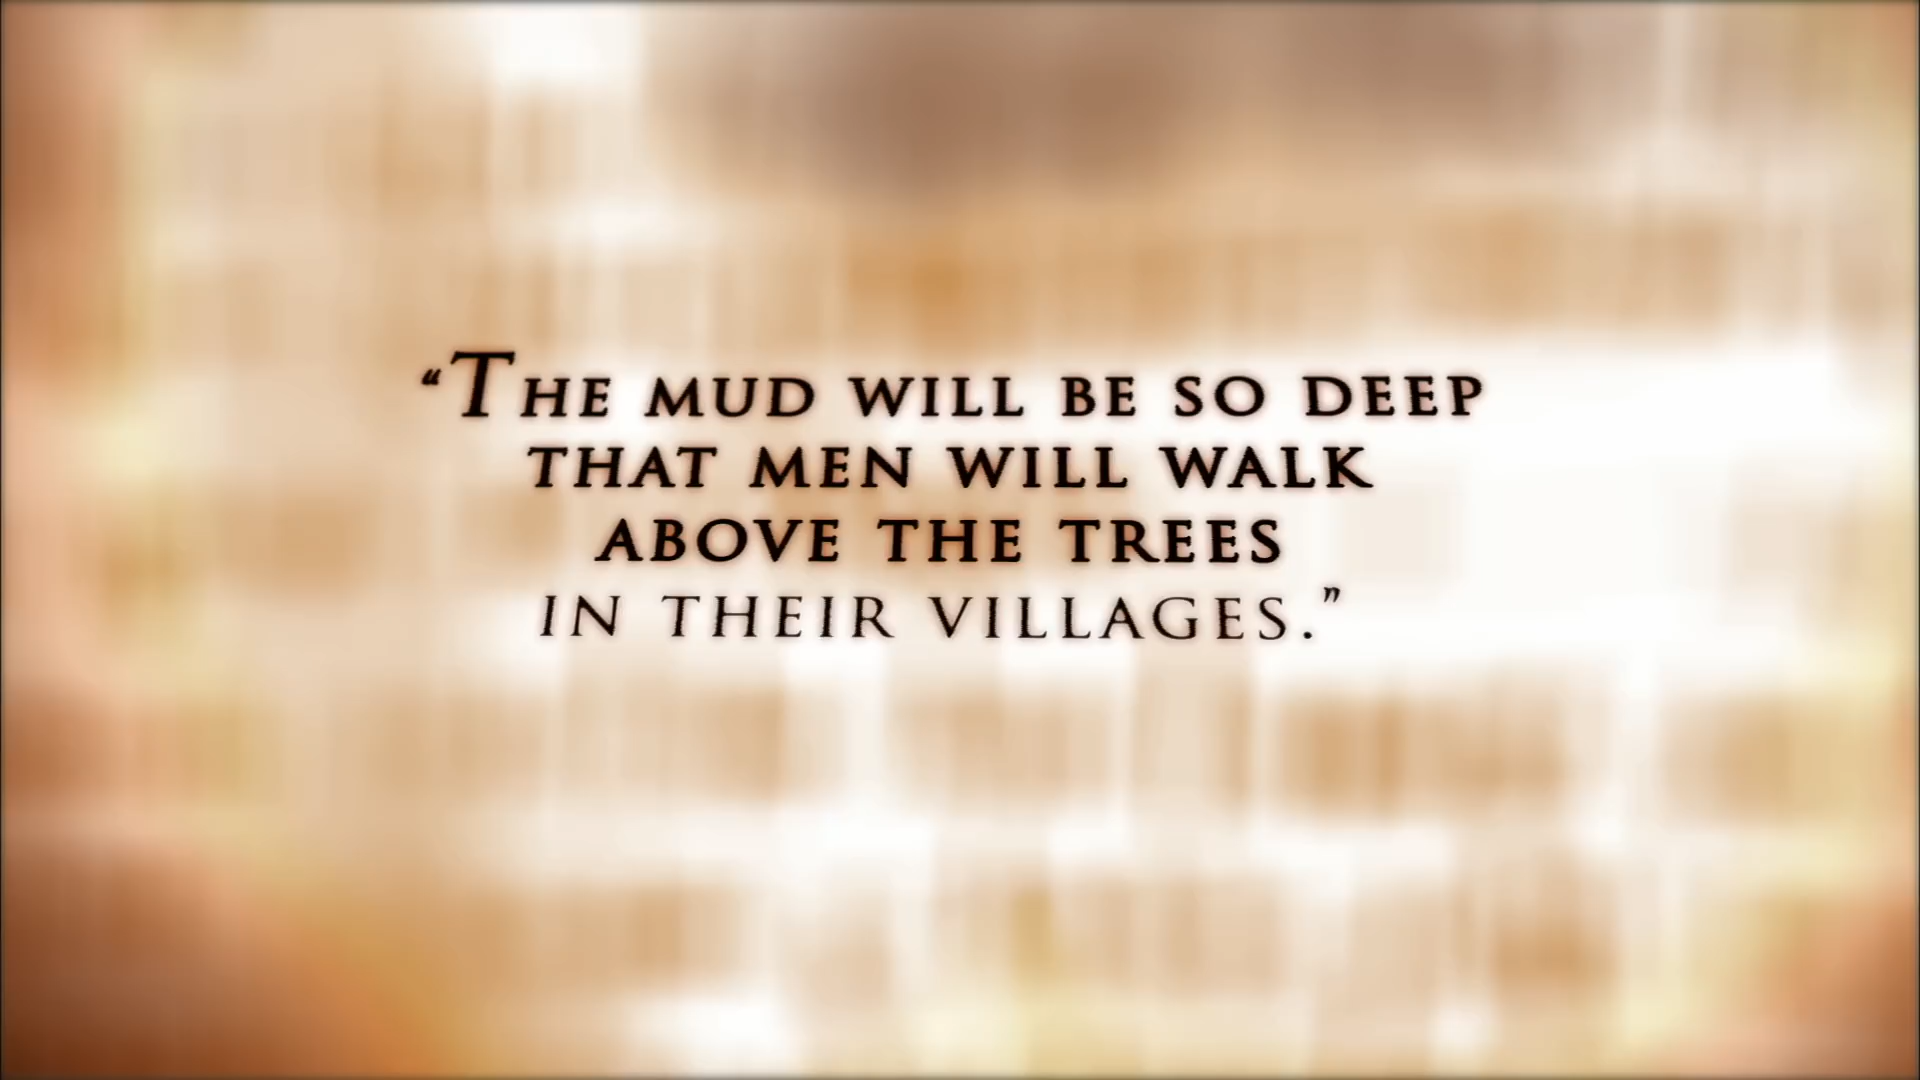 “The mud will be so deep
that men will walk
above the trees
in their villages.”